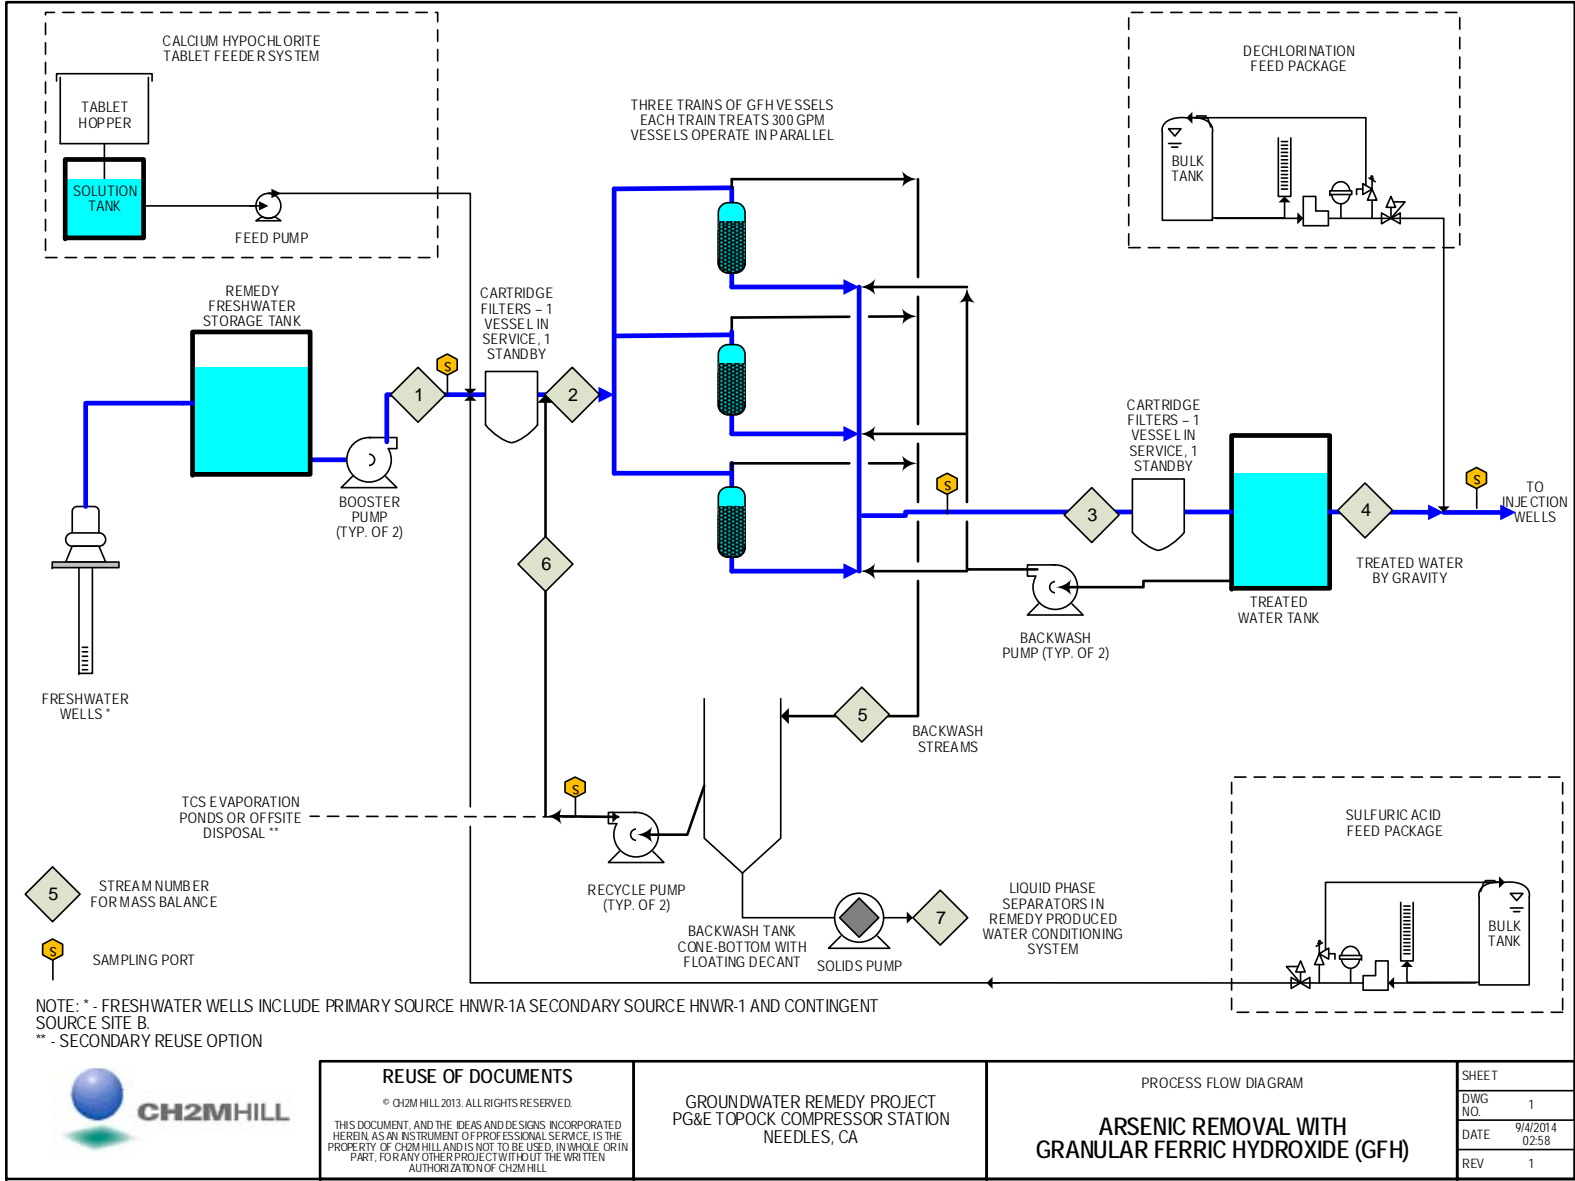 CALCIUM HYPOCHLORITE
TABLET FEEDER SYSTEM
TABLET
HOPPER
SOLUTION
TANK
FEED PUMP
THREE TRAINS OF GFH VESSELS
EACH TRAIN TREATS 300 GPM
VESSELS OPERATE IN PARALLEL
DECHLORINATION
FEED PACKAGE
BULK
TANK
REMEDY
FRESHWATER
STORAGE TANK
CARTRIDGE
FILTERS – 1
VESSEL IN
SERVICE, 1
STANDBY
S
1
2
BOOSTER
PUMP
(TYP. OF 2)
6
FRESHWATER
WELLS *
CARTRIDGE
FILTERS – 1
VESSEL IN
SERVICE, 1
STANDBY
S
3
4
S
TO
INJECTION
WELLS
TREATED WATER
BY GRAVITY
TREATED
WATER TANK
BACKWASH
PUMP (TYP. OF 2)
5
BACKWASH
STREAMS
TCS EVAPORATION
PONDS OR OFFSITE
DISPOSAL **
S
RECYCLE PUMP
(TYP. OF 2)
BACKWASH TANK
CONE-BOTTOM WITH
FLOATING DECANT
SOLIDS PUMP
7
LIQUID PHASE
SEPARATORS IN
REMEDY PRODUCED
WATER CONDITIONING
SYSTEM
SULFURIC ACID
FEED PACKAGE
BULK
TANK
5
STREAM NUMBER
FOR MASS BALANCE
S
SAMPLING PORT
NOTE: * - FRESHWATER WELLS INCLUDE PRIMARY SOURCE HNWR-1A SECONDARY SOURCE HNWR-1 AND CONTINGENT
SOURCE SITE B.
** - SECONDARY REUSE OPTION
CH2MHILL
REUSE OF DOCUMENTS
© CH2M HILL 2013. ALL RIGHTS RESERVED.
THIS DOCUMENT, AND THE IDEAS AND DESIGNS INCORPORATED
HEREIN, AS AN INSTRUMENT OF PROFESSIONAL SERVICE, IS THE
PROPERTY OF CH2M HILL AND IS NOT TO BE USED, IN WHOLE OR IN
PART, FOR ANY OTHER PROJECT WITHOUT THE WRITTEN
AUTHORIZATION OF CH2M HILL
GROUNDWATER REMEDY PROJECT
PG&E TOPOCK COMPRESSOR STATION
NEEDLES, CA
PROCESS FLOW DIAGRAM
ARSENIC REMOVAL WITH
GRANULAR FERRIC HYDROXIDE (GFH)
SHEET
DWG
NO.
1
DATE
9/4/2014
02:58
REV
1